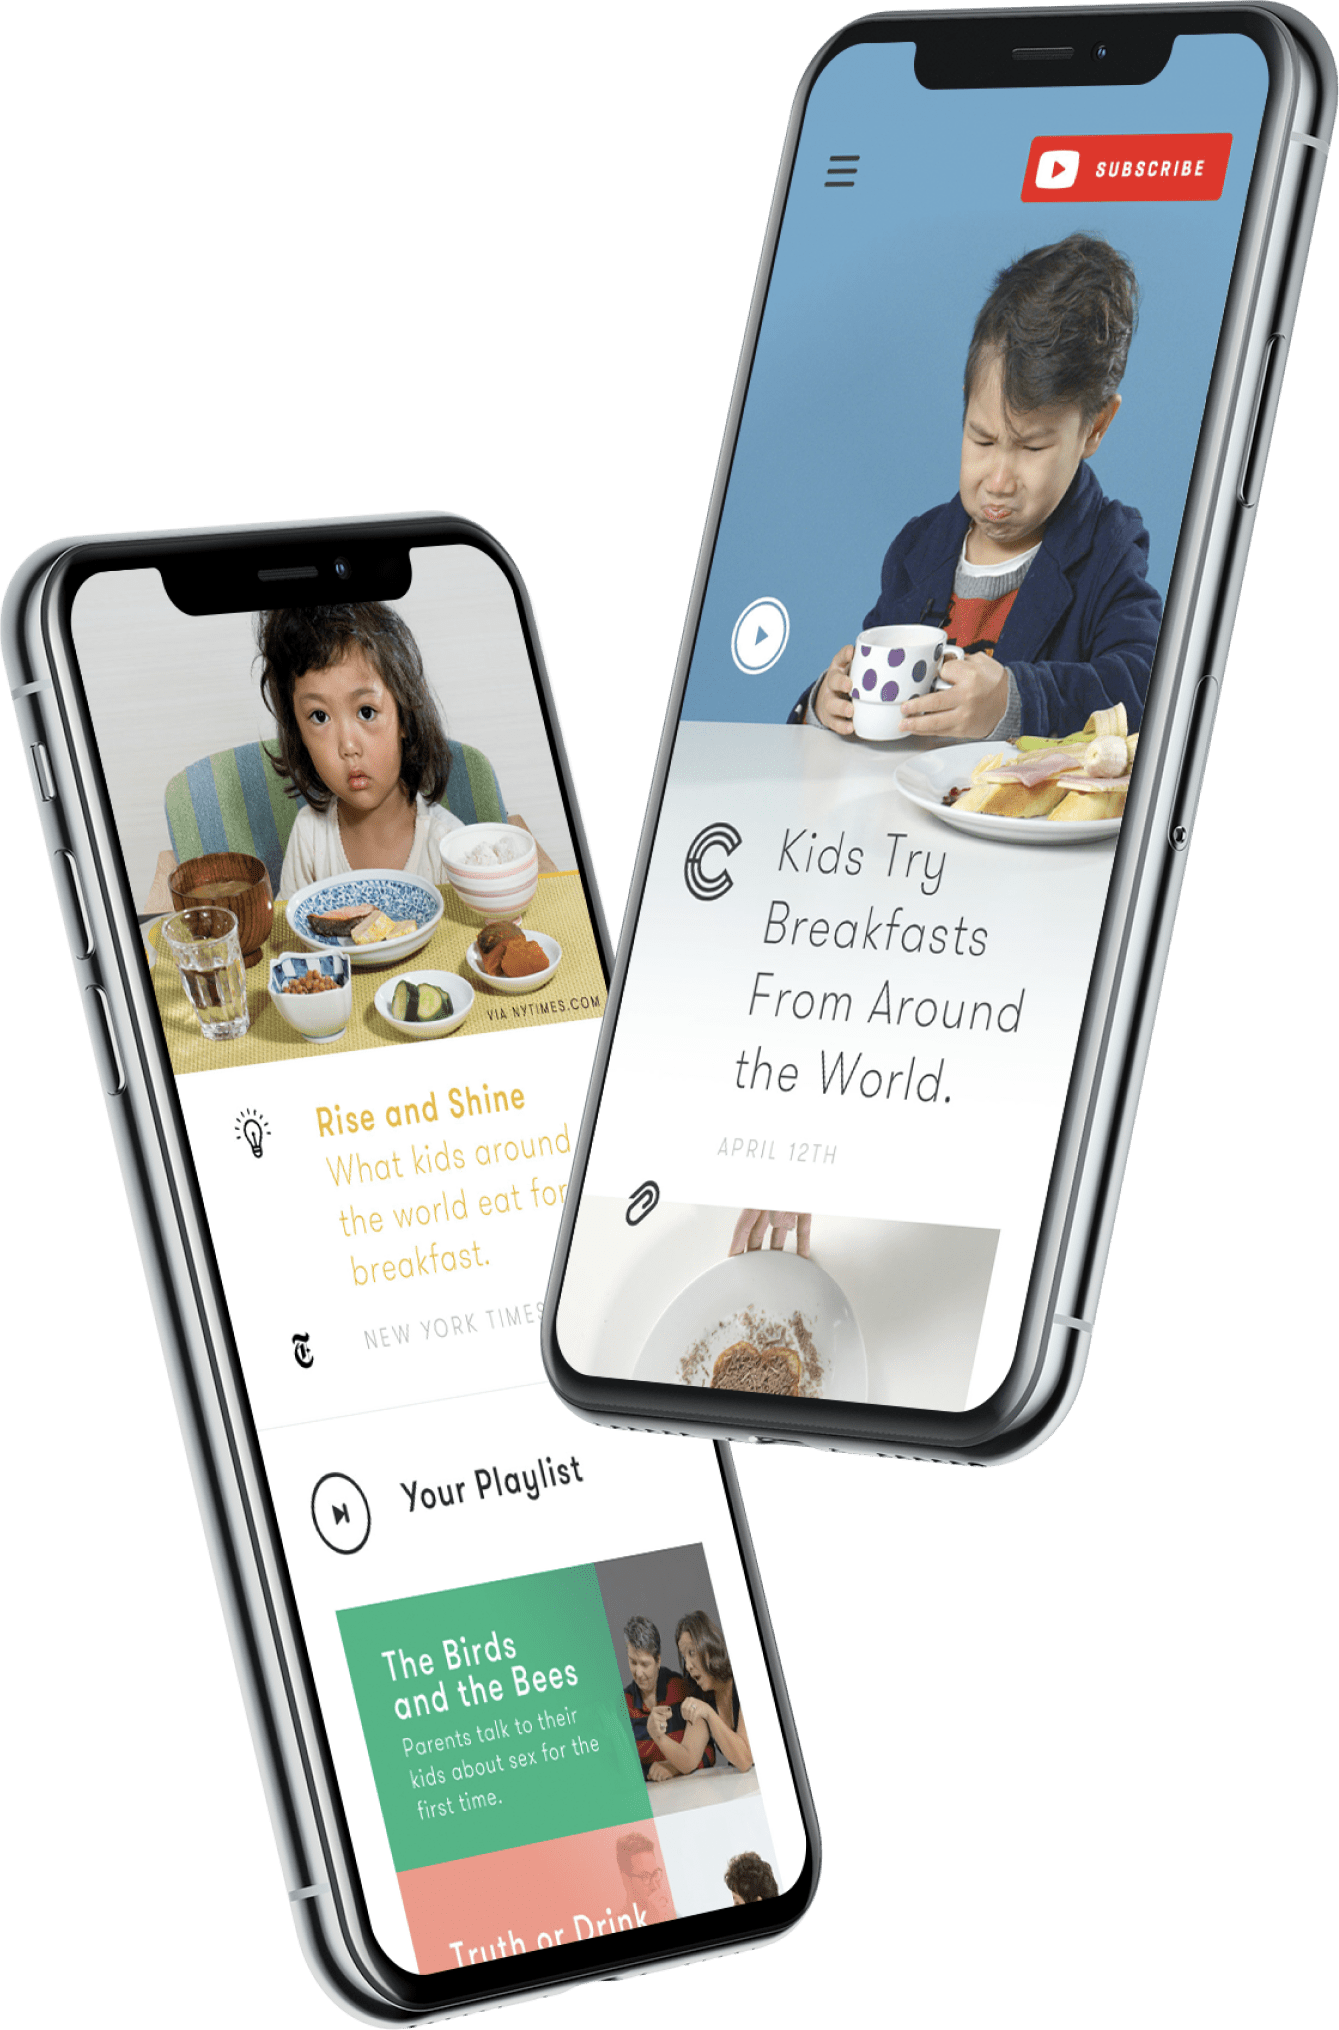 SUBSCRIBE
Kids Try
Breakfasts
From Around
the World.
APRIL 12TH
VIA NYTIMES.COM
Rise and Shine
What kids around
the world eat for
breakfast.
NEW YORK TIMES
Your Playlist
The Birds
and the Bees
Parents talk to their
kids about sex for the
first time.
Truth or Drink